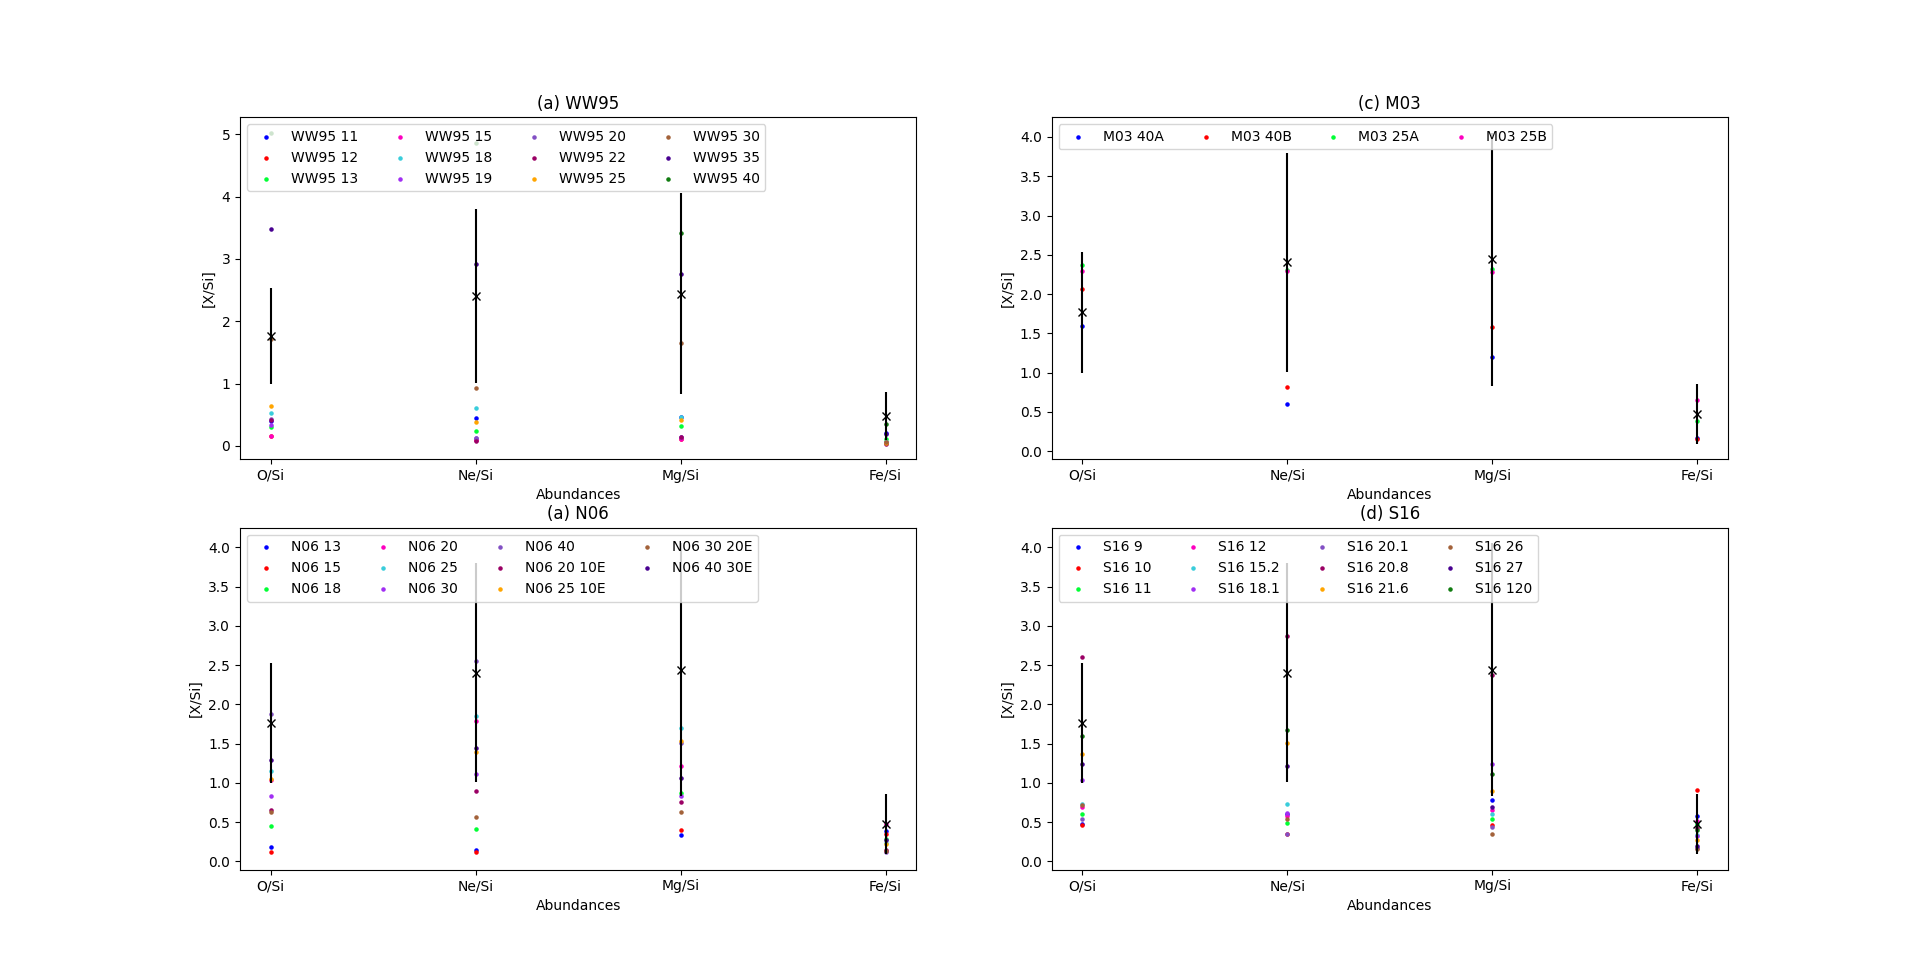 (a) WW95
WW95 11 WW95 15 WW95 20 WW95 30
WW95 12 WW95 18 WW95 22 WW95 35
WW95 13 WW95 19 WW95 25 WW95 40
5
4
3
2
1
0
[X/Si]
O/Si Ne/Si Mg/Si Fe/Si
Abundances
(c) M03
M03 40A M03 40B M03 25A M03 25B
4.0
3.5
3.0
2.5
2.0
1.5
1.0
0.5
0.0
[X/Si]
O/Si Ne/Si Mg/Si Fe/Si
Abundances
(a) N06
N06 13 N06 20 N06 40 N06 30 20E
N06 15 N06 25 N06 20 10E N06 40 30E
N06 18 N06 30 N06 25 10E
4.0
3.5
3.0
2.5
2.0
1.5
1.0
0.5
0.0
[X/Si]
O/Si Ne/Si Mg/Si Fe/Si
Abundances
(d) S16
S16 9 S16 12 S16 20.1 S16 26
S16 10 S16 15.2 S16 20.8 S16 27
S16 11 S16 18.1 S16 21.6 S16 120
4.0
3.5
3.0
2.5
2.0
1.5
1.0
0.5
0.0
[X/Si]
O/Si Ne/Si Mg/Si Fe/Si
Abundances